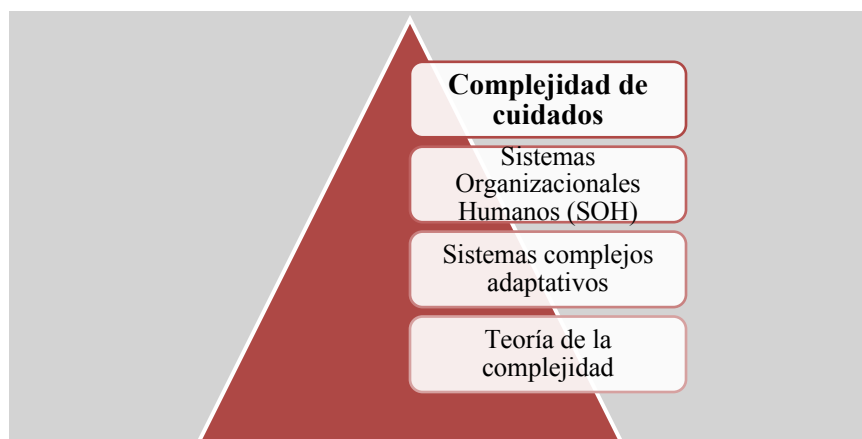 Complejidad de
cuidados
Sistemas
Organizacionales
Humanos (SOH)
Sistemas complejos
adaptativos
Teoría de la
complejidad